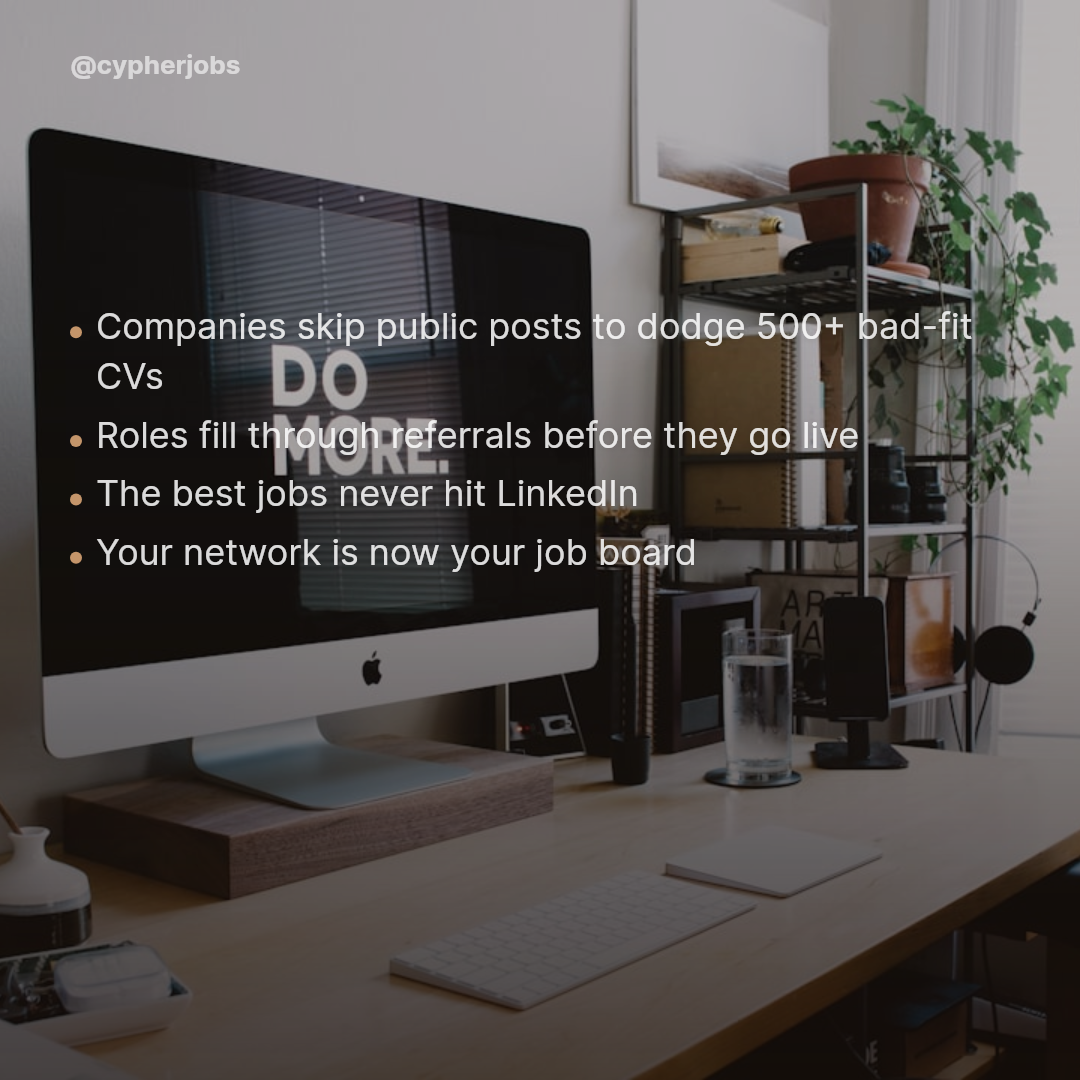 @cypherjobs
• Companies skip public posts to dodge 500+ bad-fit
CVs
DO
MORE.
• Roles fill through referrals before they go live
• The best jobs never hit LinkedIn
• Your network is now your job board